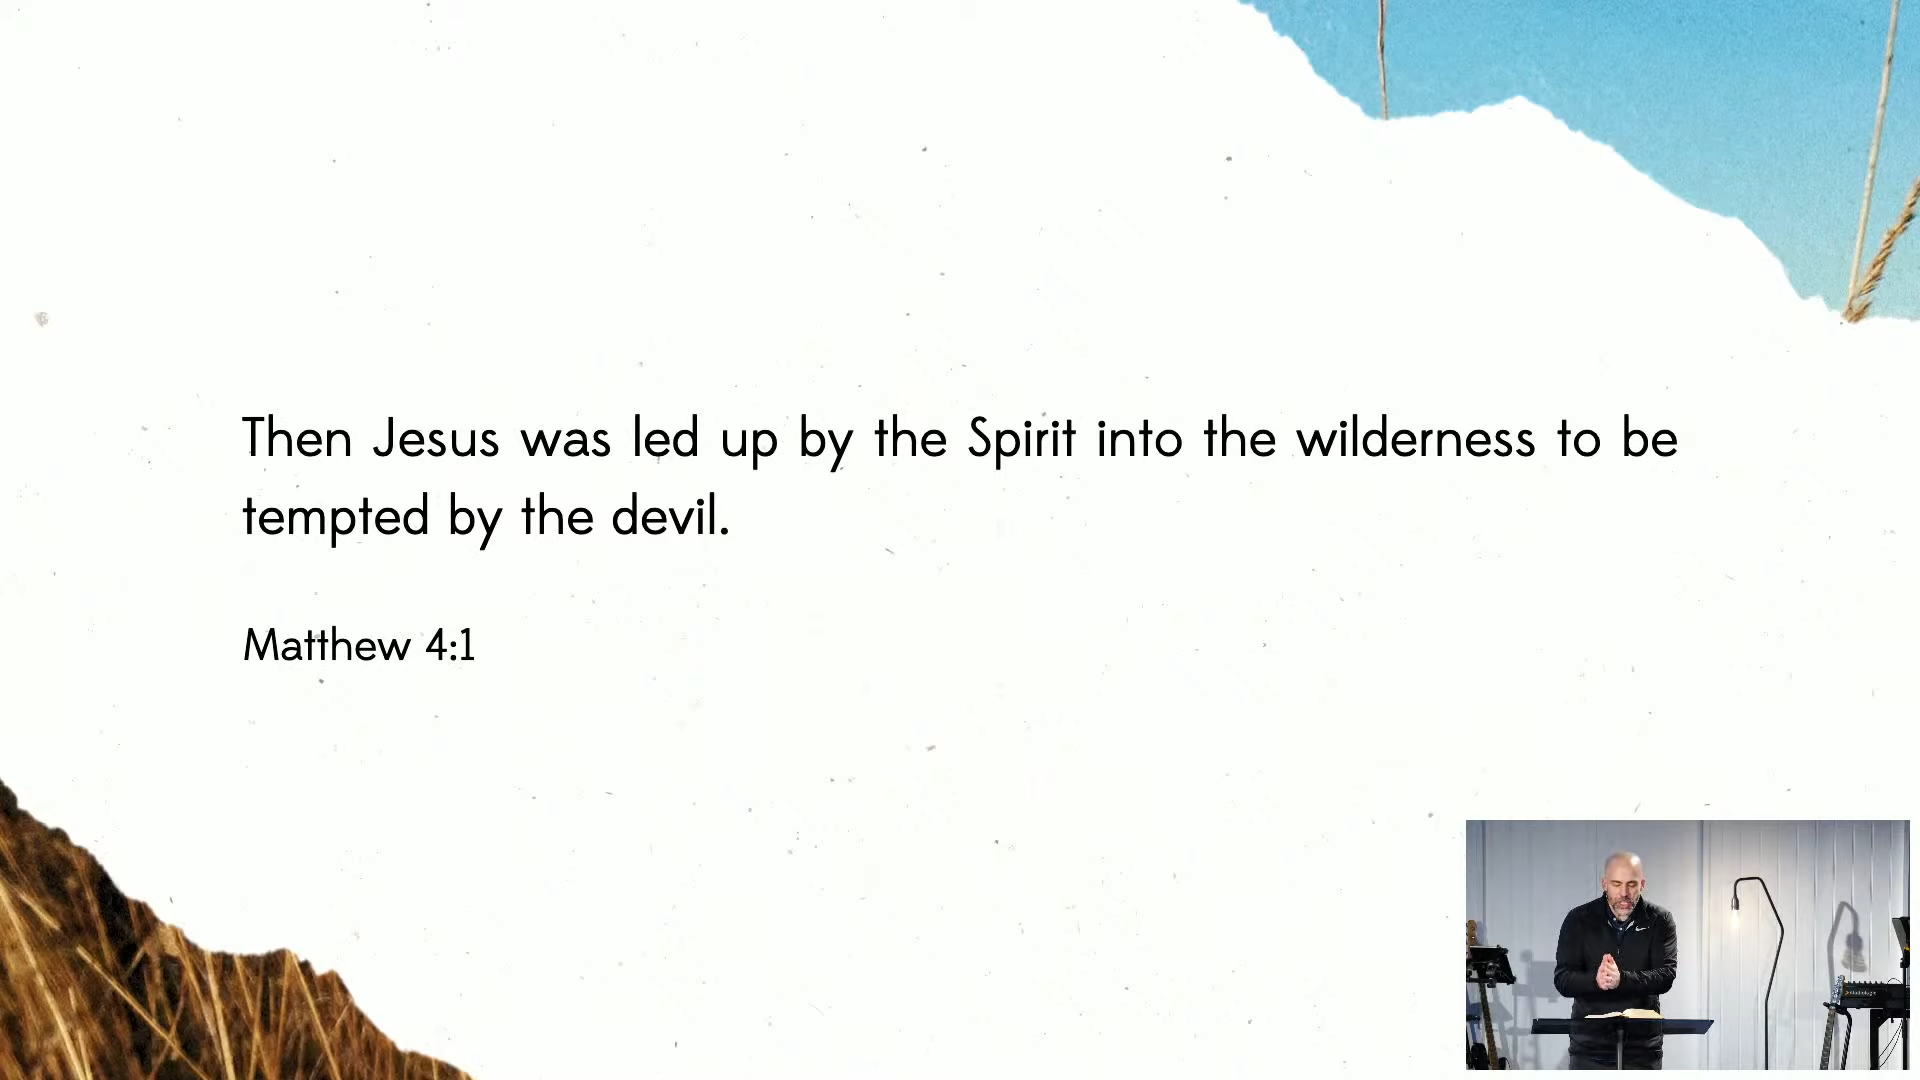 Then Jesus was led up by the Spirit into the wilderness to be
tempted by the devil.
Matthew 4:1